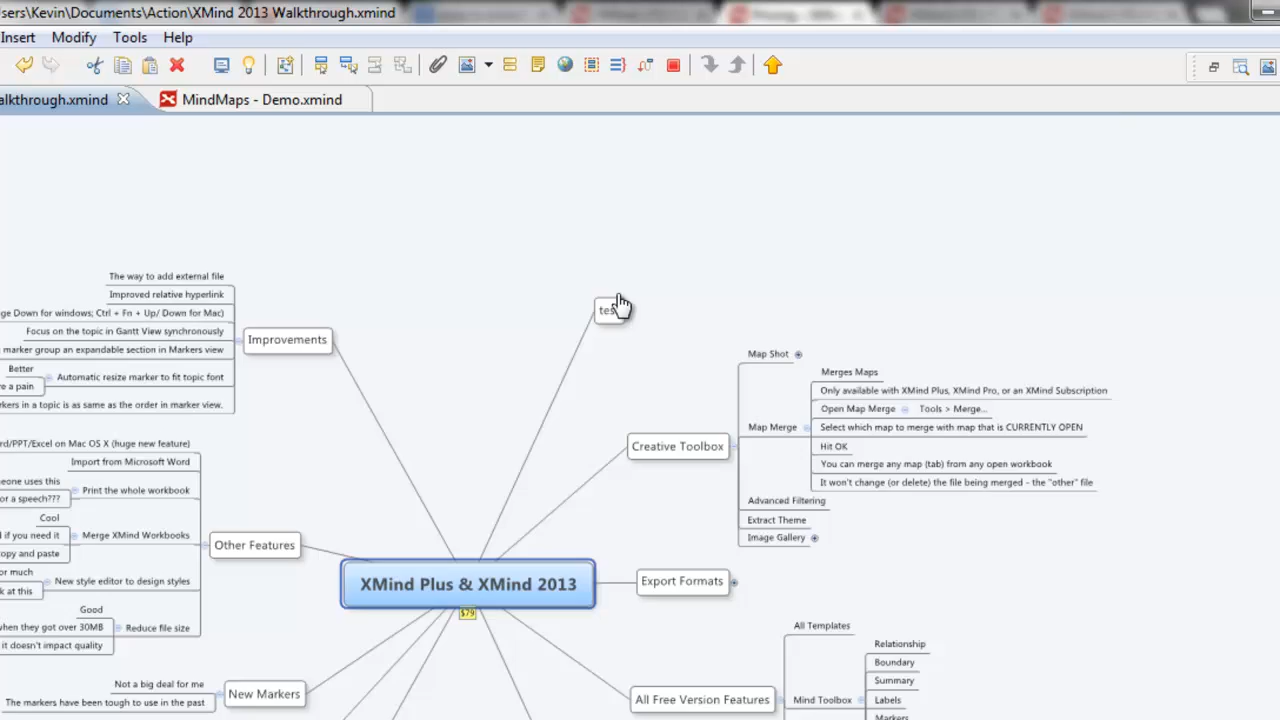 sers\Kevin\Documents\Action\XMind 2013 Walkthrough.xmind
Insert Modify Tools Help
alkthrough.xmind
MindMaps - Demo.xmind
The way to add external file
Improved relative hyperlink
ge Down for windows; Ctrl + Fn + Up/ Down for Mac)
Focus on the topic in Gantt View synchronously
marker group an expandable section in Markers view
Better
e a pain
Automatic resize marker to fit topic font
rkers in a topic is as same as the order in marker view.
Improvements
tes
Map Shot
Merges Maps
Only available with XMind Plus, XMind Pro, or an XMind Subscription
Open Map Merge
Tools > Merge...
Map Merge
Select which map to merge with map that is CURRENTLY OPEN
Hit OK
You can merge any map (tab) from any open workbook
It won't change (or delete) the file being merged - the "other" file
Creative Toolbox
Advanced Filtering
Extract Theme
Image Gallery
rd/PPT/Excel on Mac OS X (huge new feature)
Import from Microsoft Word
eone uses this
or a speech???
Print the whole workbook
Cool
d if you need it
opy and paste
Merge XMind Workbooks
or much
k at this
New style editor to design styles
Good
when they got over 30MB
it doesn't impact quality
Reduce file size
Other Features
XMind Plus & XMind 2013
$79
Export Formats
All Templates
Relationship
Boundary
Summary
Labels
Markers
Mind Toolbox
All Free Version Features
Not a big deal for me
The markers have been tough to use in the past
New Markers